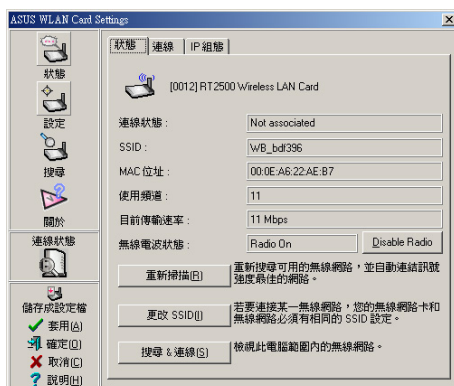 ASUS WLAN Card Settings
狀態
設定
搜尋
關於
連線狀態
儲存成設定檔
套用(A)
確定(O)
取消(C)
說明(H)
狀態 連線 IP 組態
[0012] RT2500 Wireless LAN Card
連線狀態 : Not associated
SSID : WB_bdf396
MAC 位址 : 00:0E:A6:22:AE:B7
使用頻道 : 11
目前傳輸速率 : 11 Mbps
無線電波狀態 : Radio On Disable Radio
重新掃描(R) 重新搜尋可用的無線網路，並自動連結訊號
強度最佳的網路。
更改 SSID(I) 若要連接某一無線網路，您的無線網路卡和
無線網路必須有相同的 SSID 設定。
搜尋 & 連線(S) 檢視此電腦範圍內的無線網路。